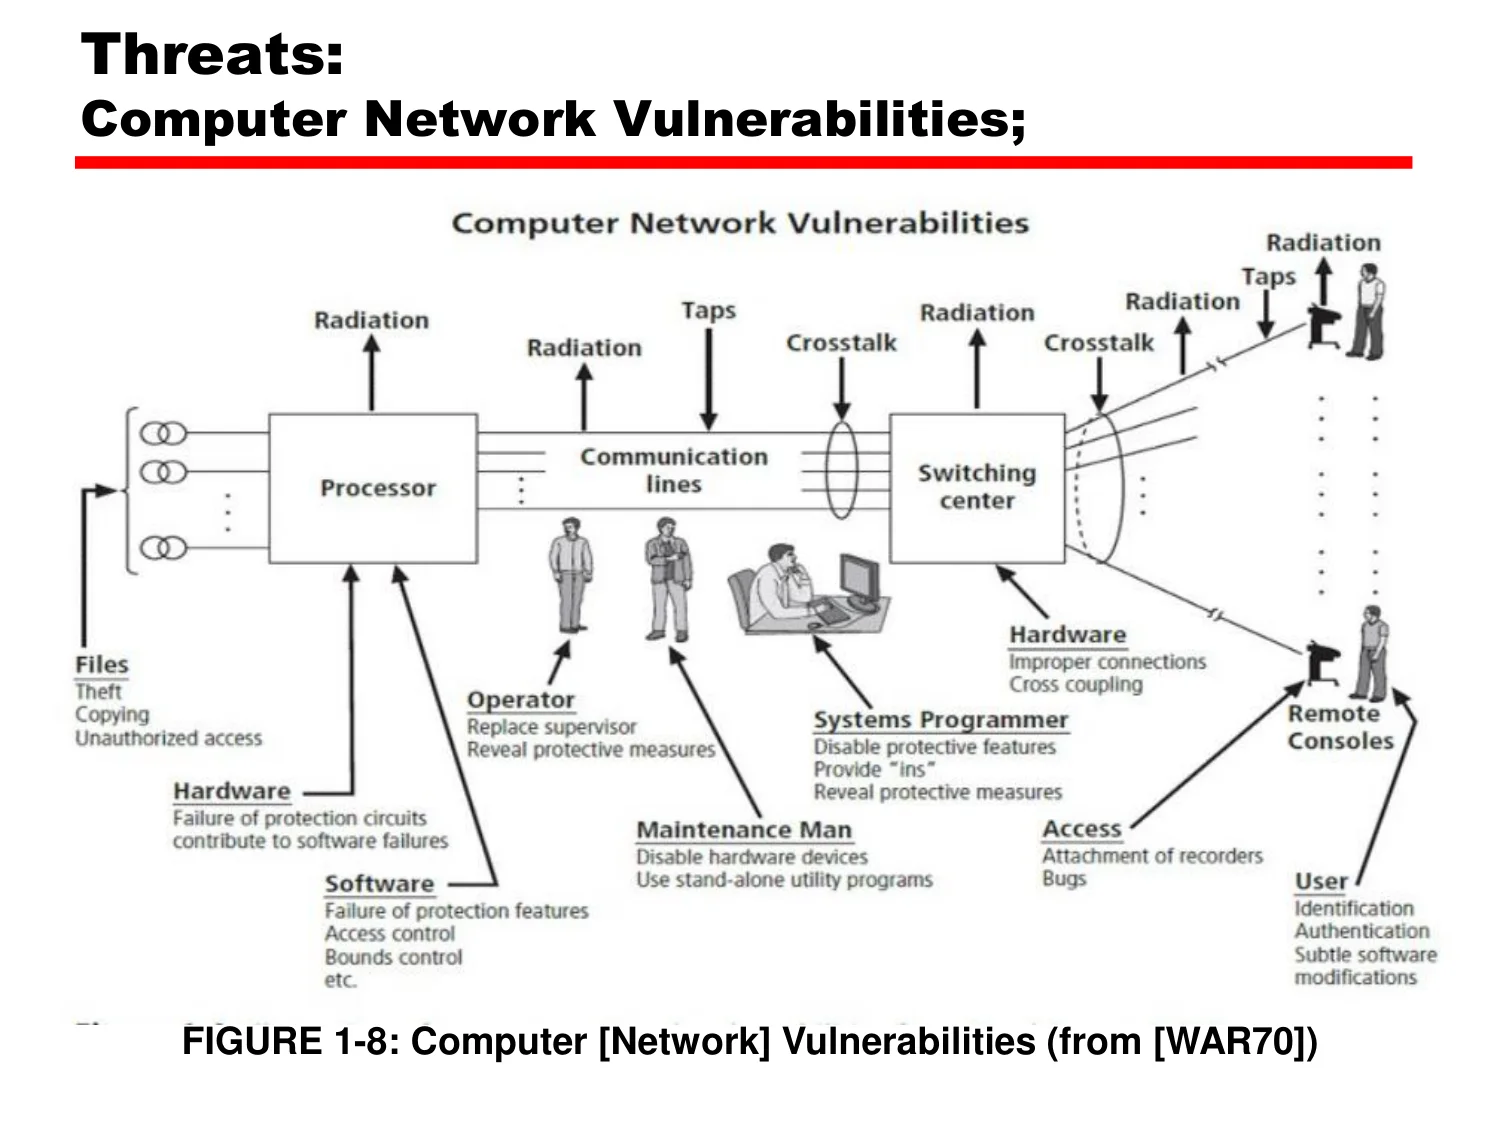 Threats:
Computer Network Vulnerabilities;
Computer Network Vulnerabilities
Radiation
Taps
Radiation
Taps
Radiation
Radiation
Radiation
Crosstalk
Crosstalk
Radiation
Communication
lines
Processor
Switching
center
Hardware
Improper connections
Cross coupling
Files
Theft
Copying
Unauthorized access
Operator
Replace supervisor
Reveal protective measures
Systems Programmer
Disable protective features
Provide "ins"
Reveal protective measures
Remote
Consoles
Hardware
Failure of protection circuits
contribute to software failures
Maintenance Man
Disable hardware devices
Use stand-alone utility programs
Access
Attachment of recorders
Bugs
Software
Failure of protection features
Access control
Bounds control
etc.
User
Identification
Authentication
Subtle software
modifications
FIGURE 1-8: Computer [Network] Vulnerabilities (from [WAR70])